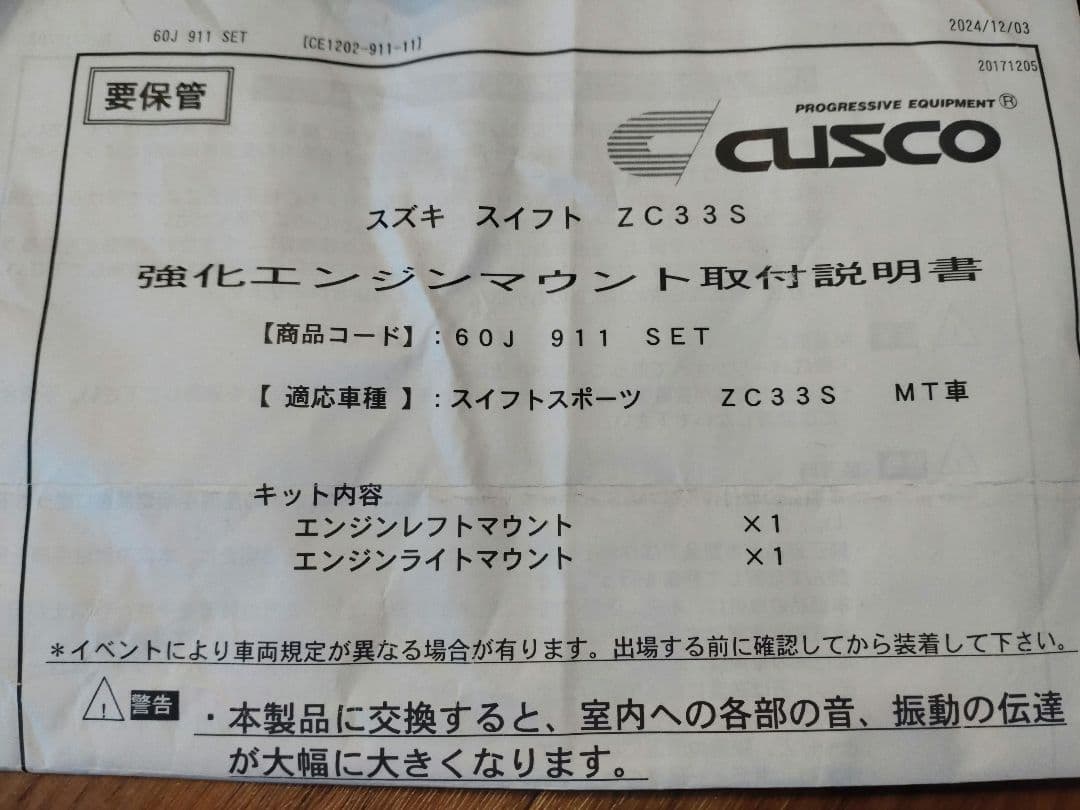 60J 911 SET [CE1202-911-11] 2024/12/03
20171205
要保管
PROGRESSIVE EQUIPMENT®
CUSCO
スズキ スイフト ZC33S
強化エンジンマウント取付説明書
【商品コード】:60J 911 SET
【 適応車種 】:スイフトスポーツ ZC33S MT車
キット内容
エンジンレフトマウント ×1
エンジンライトマウント ×1
*イベントにより車両規定が異なる場合が有ります。出場する前に確認してから装着して下さい。
警告 ・本製品に交換すると、室内への各部の音、振動の伝達
が大幅に大きくなります。